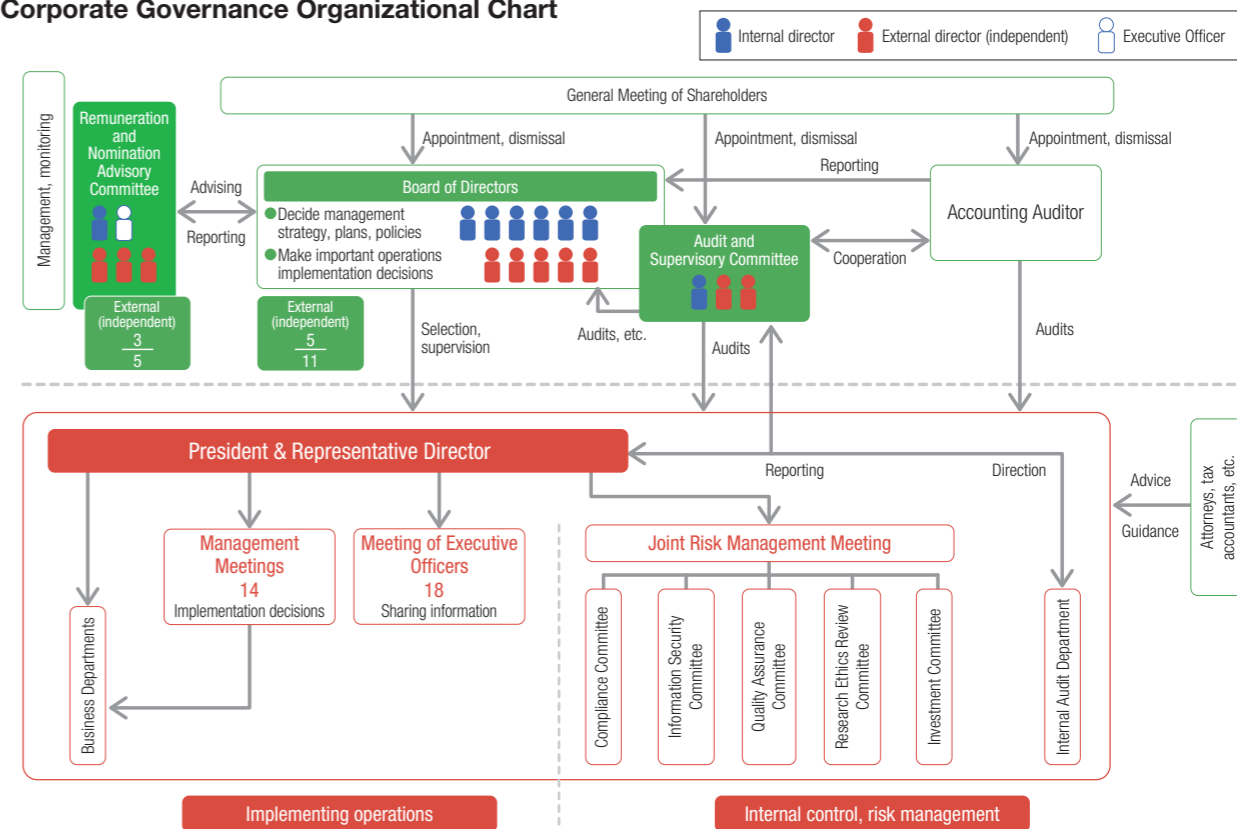 Corporate Governance Organizational Chart
Internal director
External director (independent)
Executive Officer
Management, monitoring
Remuneration
and
Nomination
Advisory
Committee
External
(independent)
3
5
Advising
Reporting
General Meeting of Shareholders
Appointment, dismissal
Appointment, dismissal
Appointment, dismissal
Board of Directors
●Decide management
strategy, plans, policies
●Make important operations
implementation decisions
External
(independent)
5
11
Reporting
Accounting Auditor
Audit and
Supervisory Committee
Cooperation
Selection,
supervision
Audits, etc.
Audits
Audits
President & Representative Director
Reporting
Direction
Advice
Guidance
Attorneys, tax
accountants, etc.
Management
Meetings
14
Implementation decisions
Meeting of Executive
Officers
18
Sharing information
Business Departments
Joint Risk Management Meeting
Compliance Committee
Information Security
Committee
Quality Assurance
Committee
Research Ethics Review
Committee
Investment Committee
Internal Audit Department
Implementing operations
Internal control, risk management